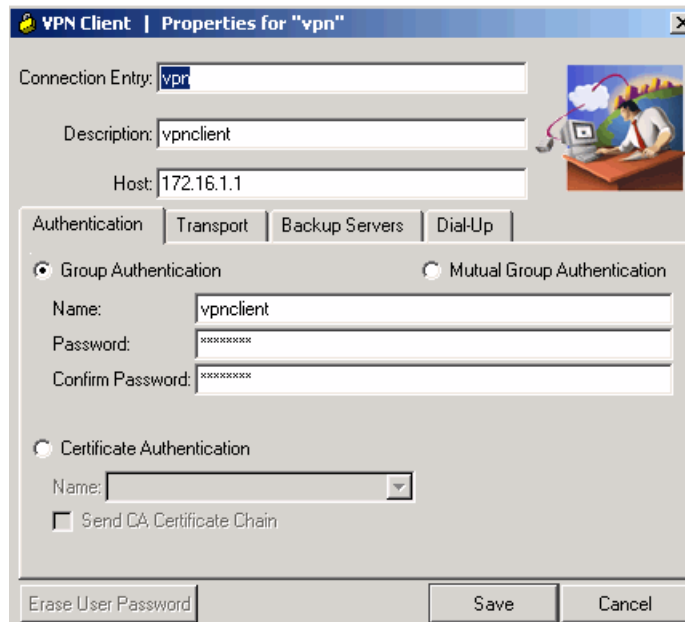 VPN Client | Properties for "vpn"
Connection Entry: vpn
Description: vpnclient
Host: 172.16.1.1
Authentication Transport Backup Servers Dial-Up
Group Authentication Mutual Group Authentication
Name: vpnclient
Password: ********
Confirm Password: ********
Certificate Authentication
Name:
Send CA Certificate Chain
Erase User Password Save Cancel